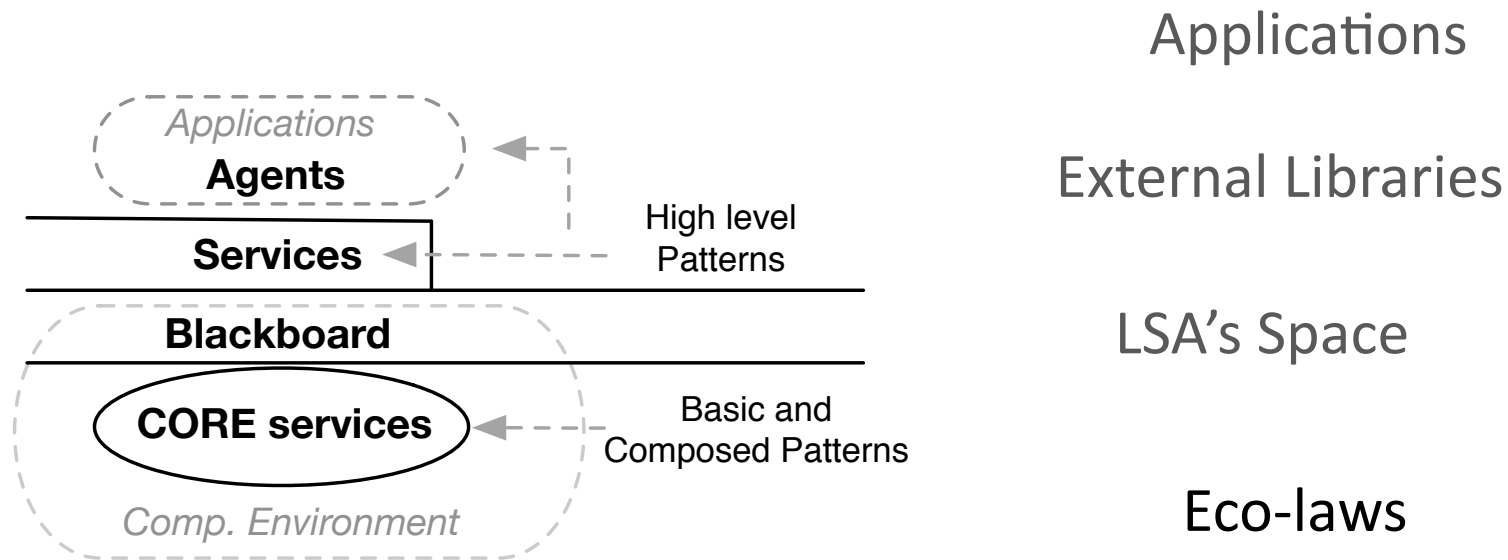 Applications
Applications
Agents
External Libraries
High level
Patterns
Services
Blackboard
LSA's Space
CORE services
Basic and
Composed Patterns
Comp. Environment
Eco-laws